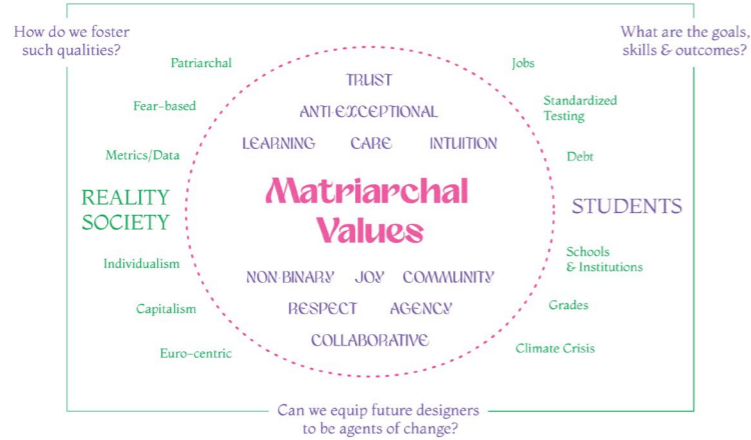 How do we foster
such qualities?
What are the goals,
skills & outcomes?
Patriarchal
Jobs
TRUST
Fear-based
ANTI-EXCEPTIONAL
Standardized
Testing
LEARNING CARE INTUITION
Metrics/Data
Debt
Matriarchal
Values
REALITY
SOCIETY
STUDENTS
Individualism
NON-BINARY JOY COMMUNITY
Schools
& Institutions
Capitalism
RESPECT AGENCY
Grades
COLLABORATIVE
Euro-centric
Climate Crisis
Can we equip future designers
to be agents of change?